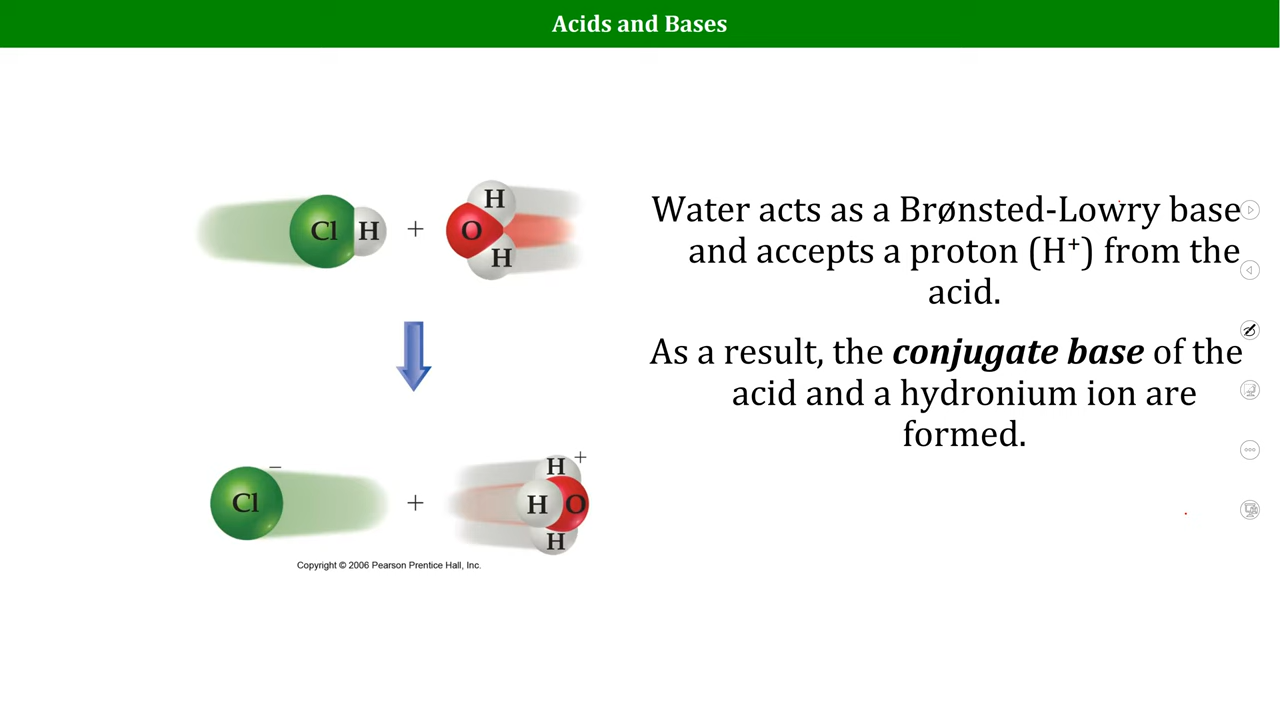 Acids and Bases
Cl H + O H H
Water acts as a Brønsted-Lowry base
and accepts a proton (H⁺) from the
acid.
As a result, the conjugate base of the
acid and a hydronium ion are
formed.
Cl⁻ + H H O H ⁺
Copyright © 2006 Pearson Prentice Hall, Inc.